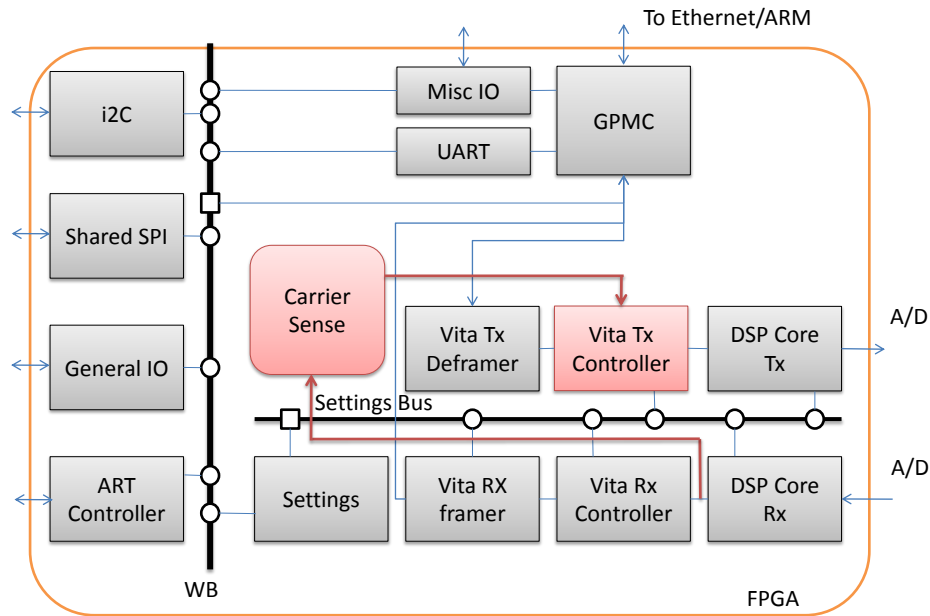 To Ethernet/ARM
i2C
Misc IO
GPMC
UART
Shared SPI
Carrier
Sense
General IO
Vita Tx
Deframer
Vita Tx
Controller
DSP Core
Tx
A/D
Settings Bus
ART
Controller
Settings
Vita RX
framer
Vita Rx
Controller
DSP Core
Rx
A/D
WB
FPGA